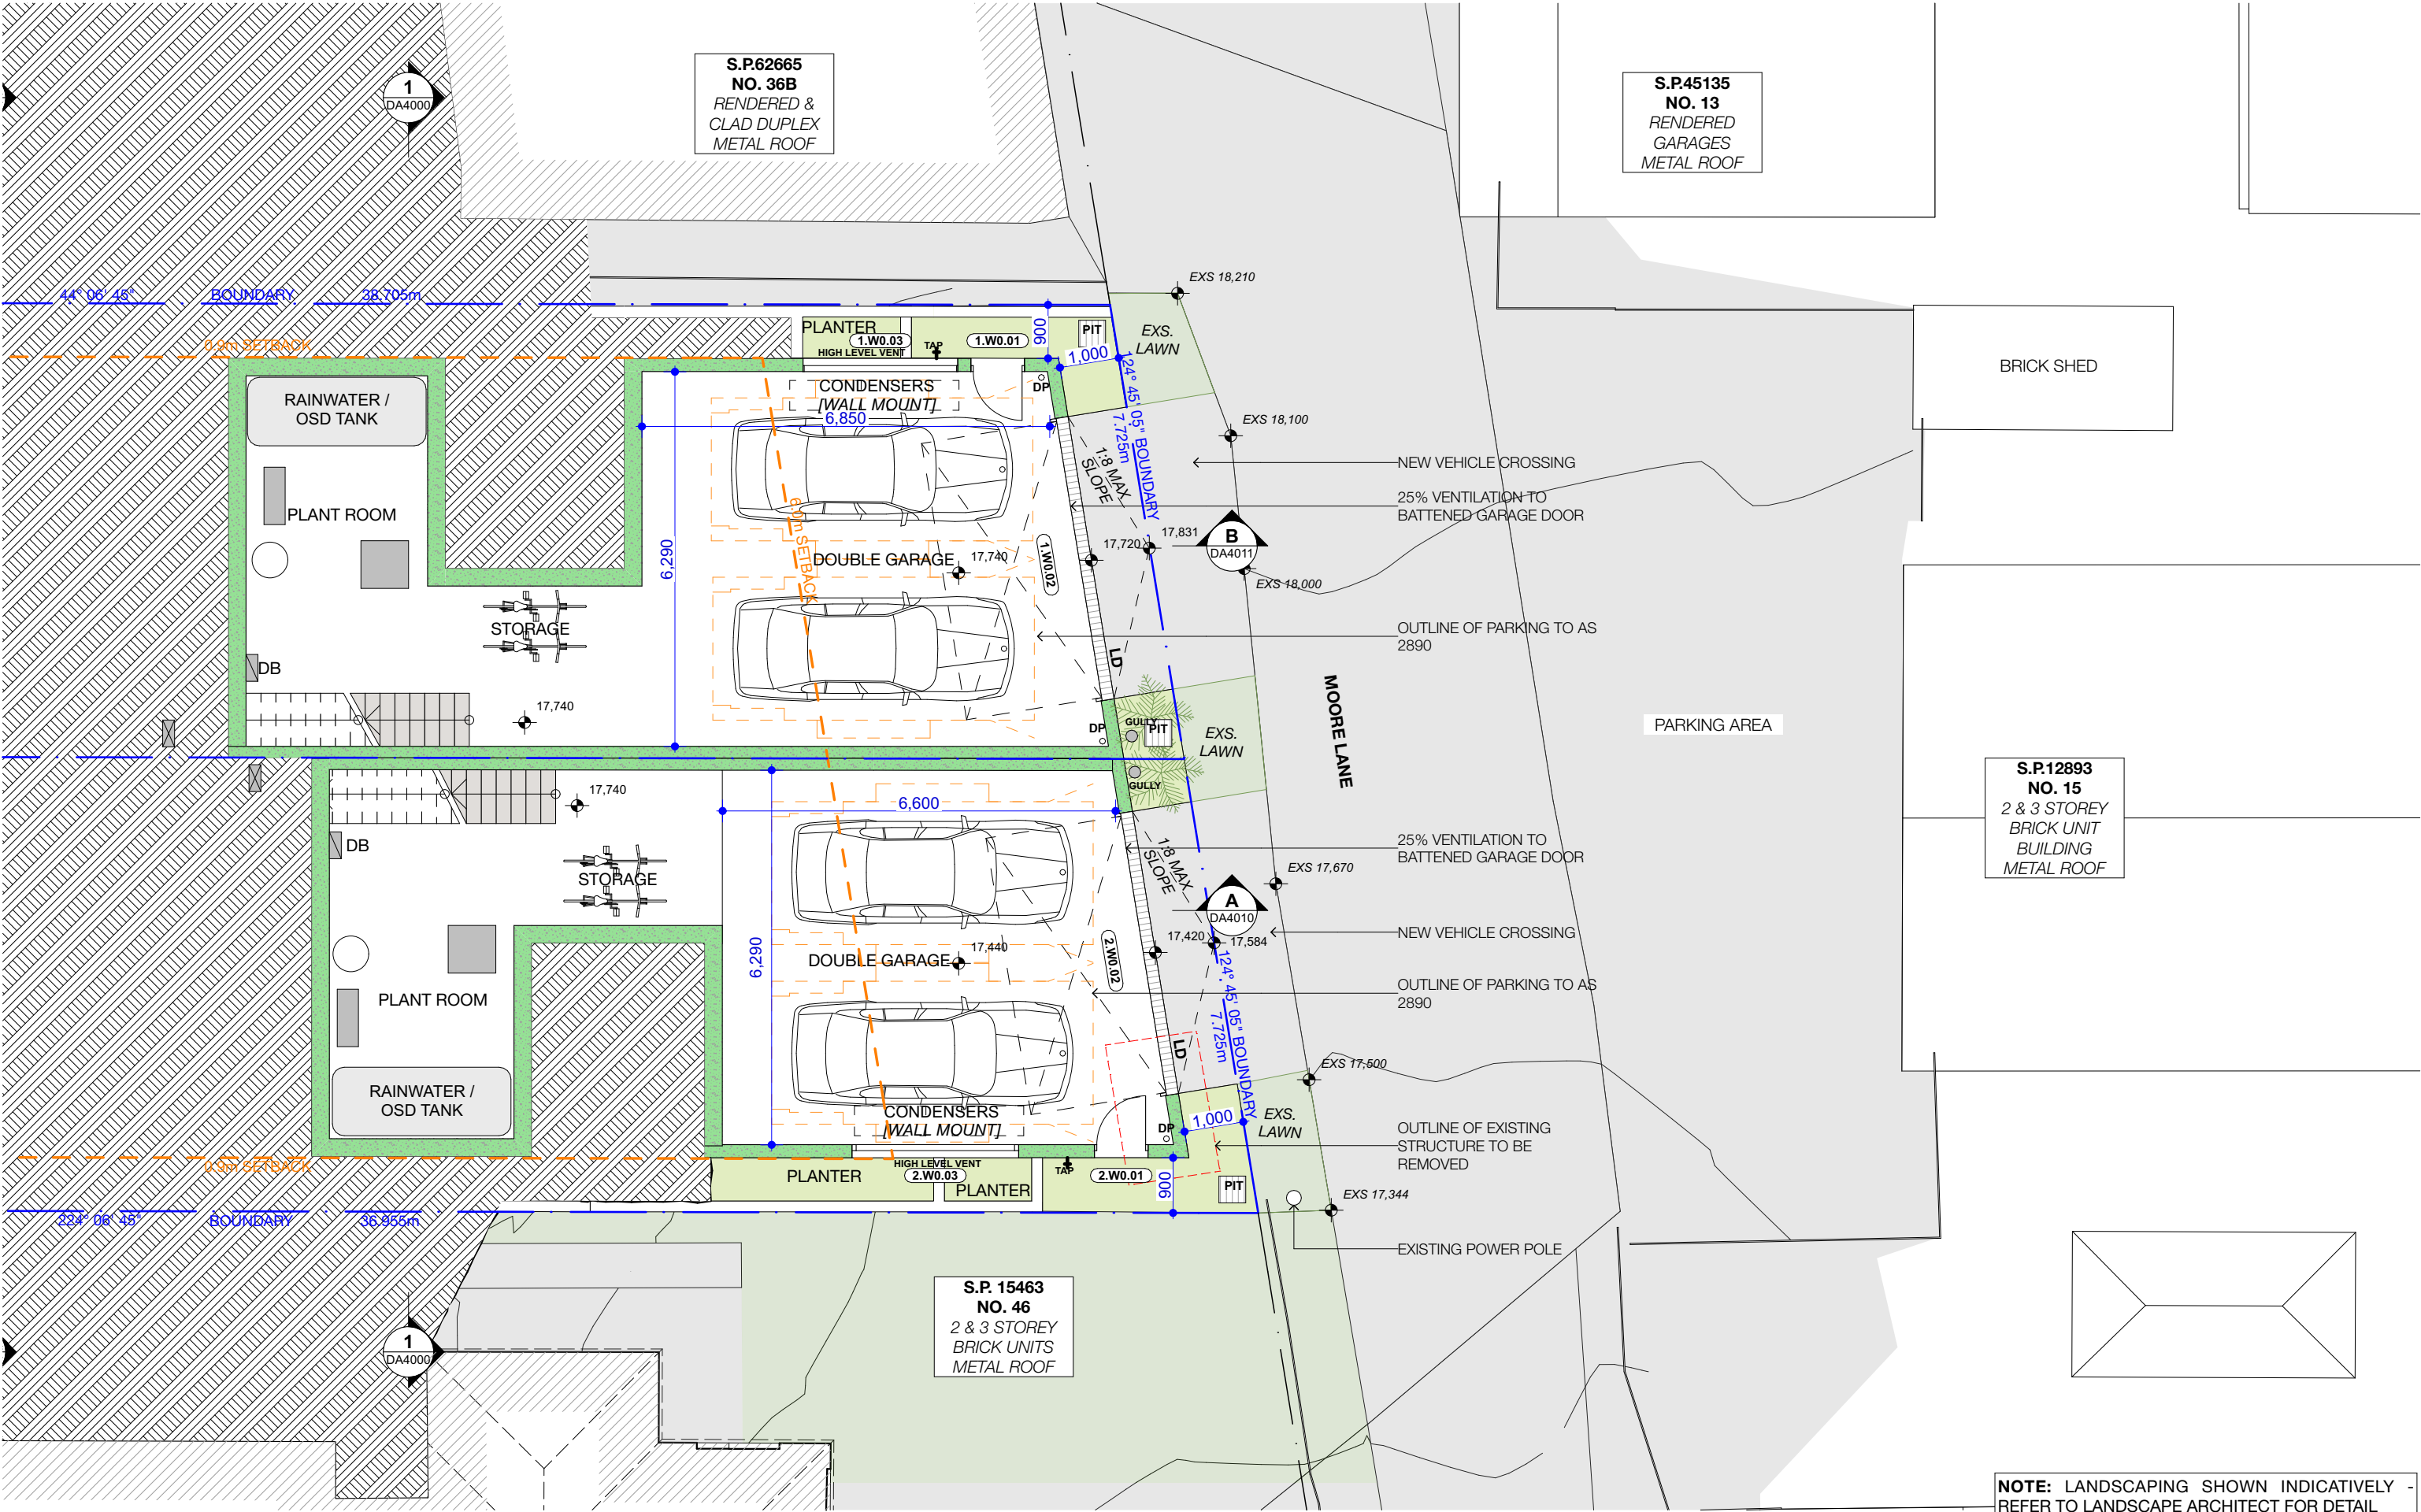 S.P.62665
NO. 36B
RENDERED &
CLAD DUPLEX
METAL ROOF
S.P.45135
NO. 13
RENDERED
GARAGES
METAL ROOF
1
DA4000
EXS 18,210
44° 06' 45"
BOUNDARY
38.705m
0.9m SETBACK
PLANTER
1.W0.03
HIGH LEVEL VENT
TAP
1.W0.01
900
PIT
1,000
EXS.
LAWN
BRICK SHED
RAINWATER /
OSD TANK
CONDENSERS
[WALL MOUNT]
DP
6,850
124° 45' 05" BOUNDARY
7.725m
EXS 18,100
1:8 MAX
SLOPE
NEW VEHICLE CROSSING
25% VENTILATION TO
BATTENED GARAGE DOOR
PLANT ROOM
6.0m SETBACK
6,290
DOUBLE GARAGE
17,740
1.W0.02
17,720
17,831
B
DA4011
EXS 18,000
STORAGE
OUTLINE OF PARKING TO AS
2890
DB
LD
17,740
MOORE LANE
PARKING AREA
DP
GULLY
PIT
EXS.
LAWN
GULLY
17,740
6,600
S.P.12893
NO. 15
2 & 3 STOREY
BRICK UNIT
BUILDING
METAL ROOF
DB
STORAGE
1:8 MAX
SLOPE
25% VENTILATION TO
BATTENED GARAGE DOOR
EXS 17,670
A
DA4010
6,290
DOUBLE GARAGE
17,440
2.W0.02
17,420
17,584
NEW VEHICLE CROSSING
PLANT ROOM
OUTLINE OF PARKING TO AS
2890
124° 45' 05" BOUNDARY
7.725m
LD
EXS 17,500
RAINWATER /
OSD TANK
CONDENSERS
[WALL MOUNT]
DP
1,000
EXS.
LAWN
OUTLINE OF EXISTING
STRUCTURE TO BE
REMOVED
0.9m SETBACK
PLANTER
HIGH LEVEL VENT
2.W0.03
PLANTER
TAP
2.W0.01
900
PIT
EXS 17,344
224° 06' 45"
BOUNDARY
36.955m
EXISTING POWER POLE
S.P. 15463
NO. 46
2 & 3 STOREY
BRICK UNITS
METAL ROOF
1
DA4000
NOTE: LANDSCAPING SHOWN INDICATIVELY -
REFER TO LANDSCAPE ARCHITECT FOR DETAIL